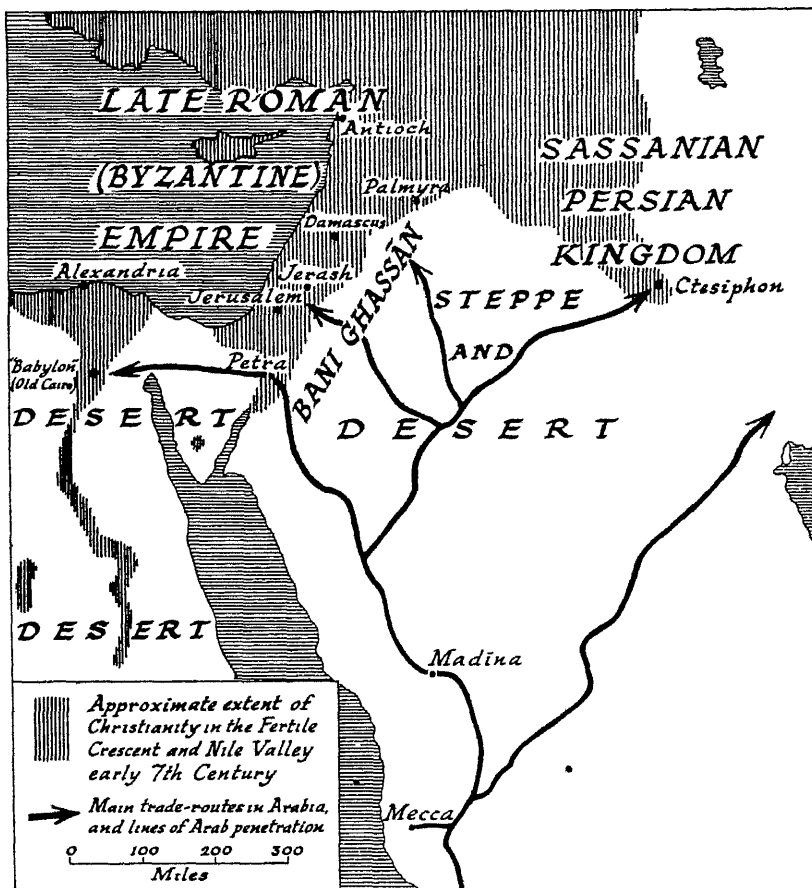 LATE ROMAN
Antioch
(BYZANTINE)
SASSANIAN
PERSIAN
KINGDOM
Palmyra
Damascus
EMPIRE
Alexandria
Jerash
Jerusalem
BANI GHASSĀN
STEPPE
AND
Ctesiphon
Petra
"Babylon"
(Old Cairo)
DESERT
DESERT
DESERT
Madīna
Mecca
Approximate extent of
Christianity in the Fertile
Crescent and Nile Valley
early 7th Century
Main trade-routes in Arabia,
and lines of Arab penetration
0 100 200 300
Miles